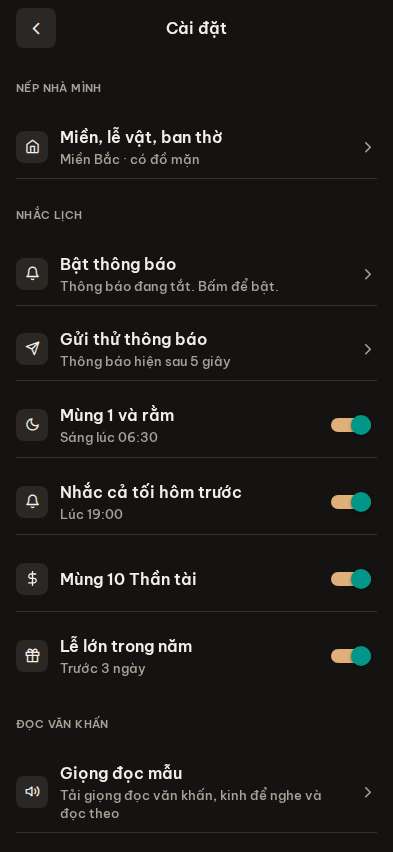 Cài đặt
NẾP NHÀ MÌNH
Miền, lễ vật, ban thờ
Miền Bắc · có đồ mặn
NHẮC LỊCH
Bật thông báo
Thông báo đang tắt. Bấm để bật.
Gửi thử thông báo
Thông báo hiện sau 5 giây
Mùng 1 và rằm
Sáng lúc 06:30
Nhắc cả tối hôm trước
Lúc 19:00
Mùng 10 Thần tài
Lễ lớn trong năm
Trước 3 ngày
ĐỌC VĂN KHẤN
Giọng đọc mẫu
Tải giọng đọc văn khấn, kinh để nghe và
đọc theo